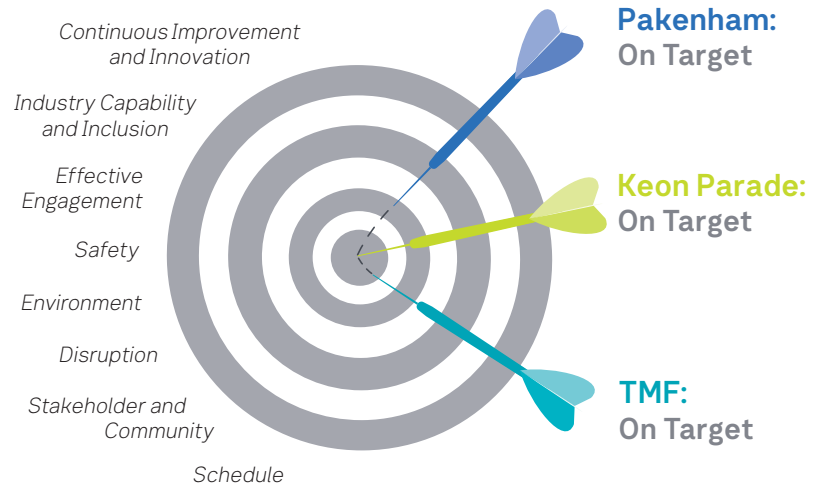 Continuous Improvement
and Innovation
Industry Capability
and Inclusion
Effective
Engagement
Safety
Environment
Disruption
Stakeholder and
Community
Schedule
Pakenham:
On Target
Keon Parade:
On Target
TMF:
On Target